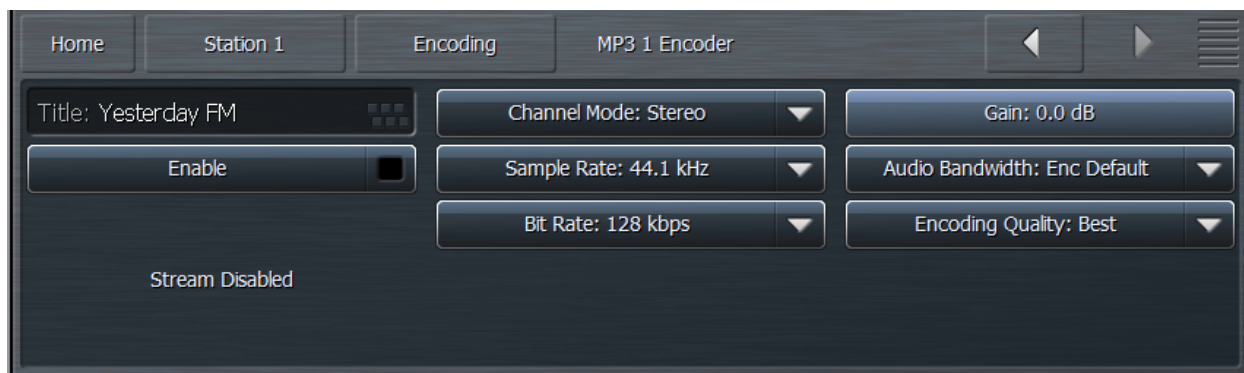 Home
Station 1
Encoding
MP3 1 Encoder
Title: Yesterday FM
Channel Mode: Stereo
Gain: 0.0 dB
Enable
Sample Rate: 44.1 kHz
Audio Bandwidth: Enc Default
Bit Rate: 128 kbps
Encoding Quality: Best
Stream Disabled